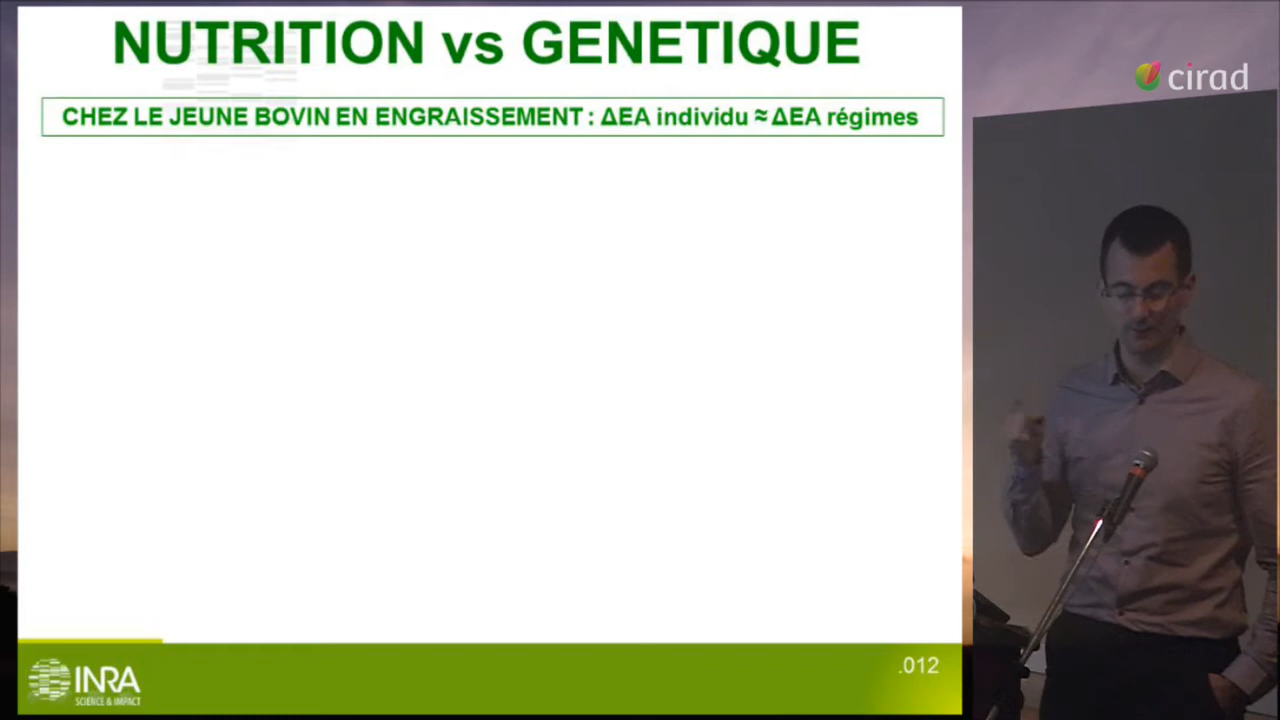 NUTRITION vs GENETIQUE
cirad
CHEZ LE JEUNE BOVIN EN ENGRAISSEMENT : ΔEA individu ≈ ΔEA régimes
INRA
SCIENCE & IMPACT
.012